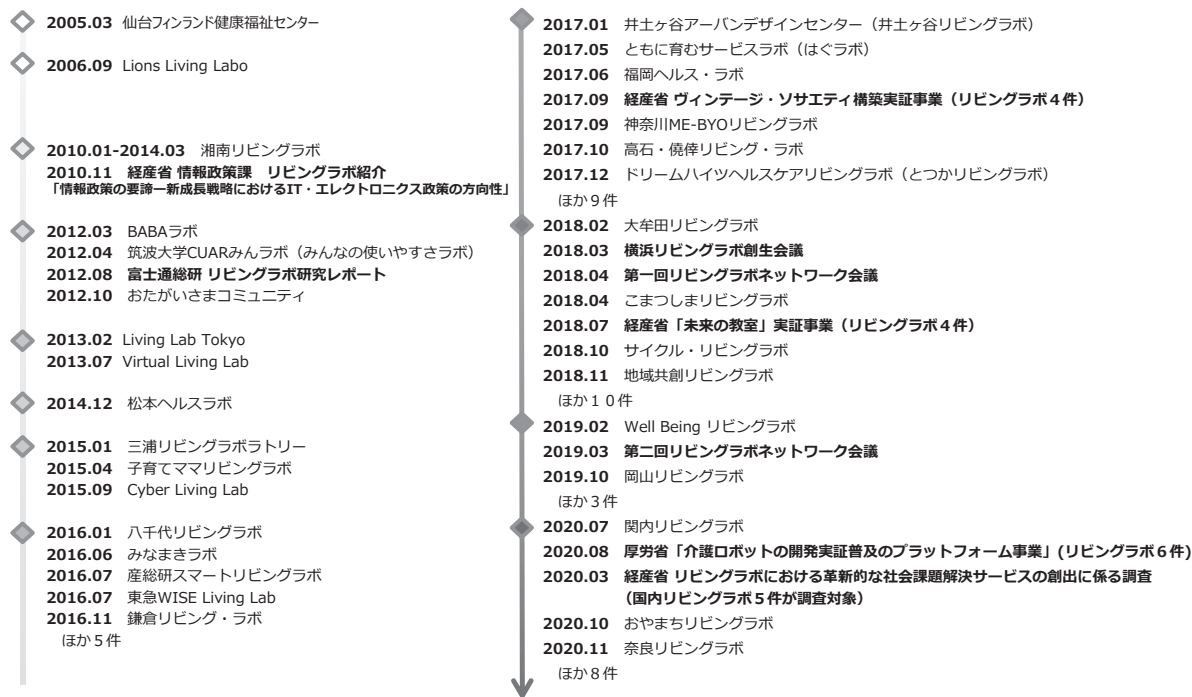 2005.03 仙台フィンランド健康福祉センター
2006.09 Lions Living Labo
2010.01-2014.03 湘南リビングラボ
2010.11 経産省 情報政策課 リビングラボ紹介
「情報政策の要諦ー新成長戦略におけるIT・エレクトロニクス政策の方向性」
2012.03 BABAラボ
2012.04 筑波大学CUARみんラボ（みんなの使いやすさラボ）
2012.08 富士通総研 リビングラボ研究レポート
2012.10 おたがいさまコミュニティ
2013.02 Living Lab Tokyo
2013.07 Virtual Living Lab
2014.12 松本ヘルスラボ
2015.01 三浦リビングラボラトリー
2015.04 子育てママリビングラボ
2015.09 Cyber Living Lab
2016.01 八千代リビングラボ
2016.06 みなまきラボ
2016.07 産総研スマートリビングラボ
2016.07 東急WISE Living Lab
2016.11 鎌倉リビング・ラボ
ほか５件
2017.01 井土ヶ谷アーバンデザインセンター（井土ヶ谷リビングラボ）
2017.05 ともに育むサービスラボ（はぐラボ）
2017.06 福岡ヘルス・ラボ
2017.09 経産省 ヴィンテージ・ソサエティ構築実証事業（リビングラボ４件）
2017.09 神奈川ME-BYOリビングラボ
2017.10 高石・僥倖リビング・ラボ
2017.12 ドリームハイツヘルスケアリビングラボ（とつかリビングラボ）
ほか９件
2018.02 大牟田リビングラボ
2018.03 横浜リビングラボ創生会議
2018.04 第一回リビングラボネットワーク会議
2018.04 こまつしまリビングラボ
2018.07 経産省「未来の教室」実証事業（リビングラボ４件）
2018.10 サイクル・リビングラボ
2018.11 地域共創リビングラボ
ほか１０件
2019.02 Well Being リビングラボ
2019.03 第二回リビングラボネットワーク会議
2019.10 岡山リビングラボ
ほか３件
2020.07 関内リビングラボ
2020.08 厚労省「介護ロボットの開発実証普及のプラットフォーム事業」(リビングラボ６件)
2020.03 経産省 リビングラボにおける革新的な社会課題解決サービスの創出に係る調査
（国内リビングラボ５件が調査対象）
2020.10 おやまちリビングラボ
2020.11 奈良リビングラボ
ほか８件